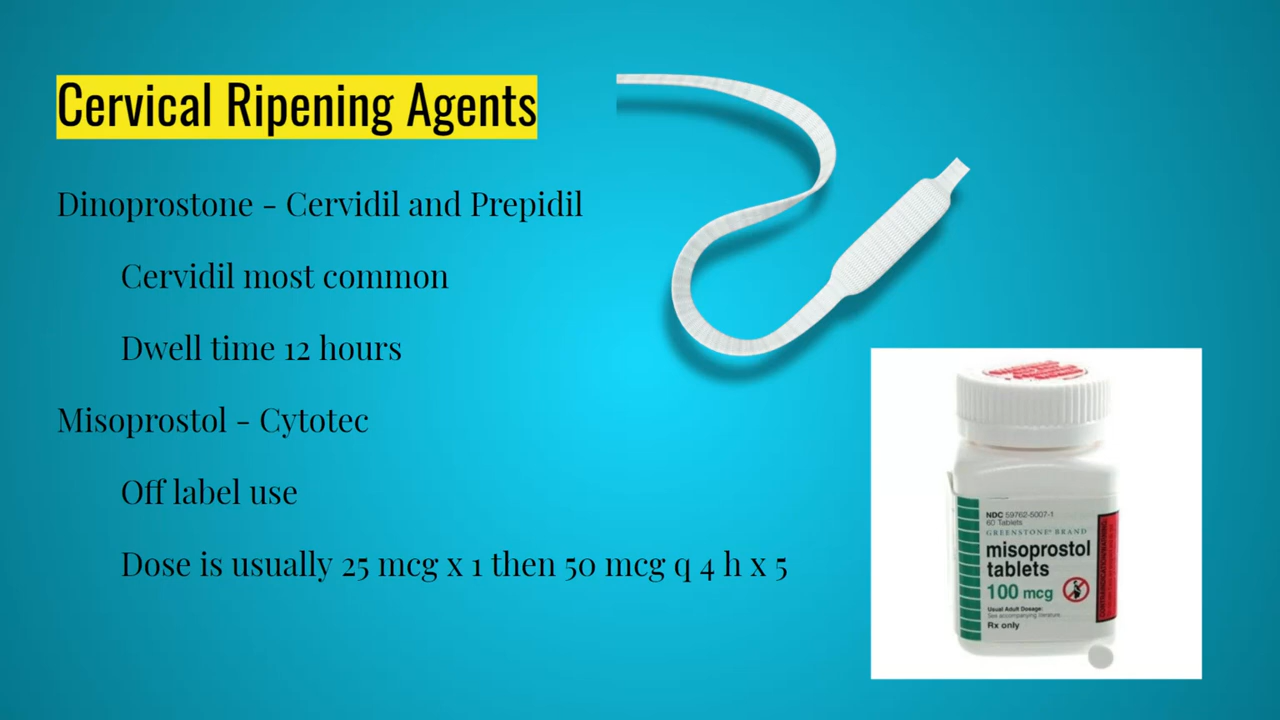 Cervical Ripening Agents
Dinoprostone - Cervidil and Prepidil
Cervidil most common
Dwell time 12 hours
Misoprostol - Cytotec
Off label use
Dose is usually 25 mcg x 1 then 50 mcg q 4 h x 5
NDC 59762-5007-1
60 Tablets
GREENSTONE® BRAND
misoprostol
tablets
100 mcg
Usual Adult Dosage:
See accompanying literature.
Rx only